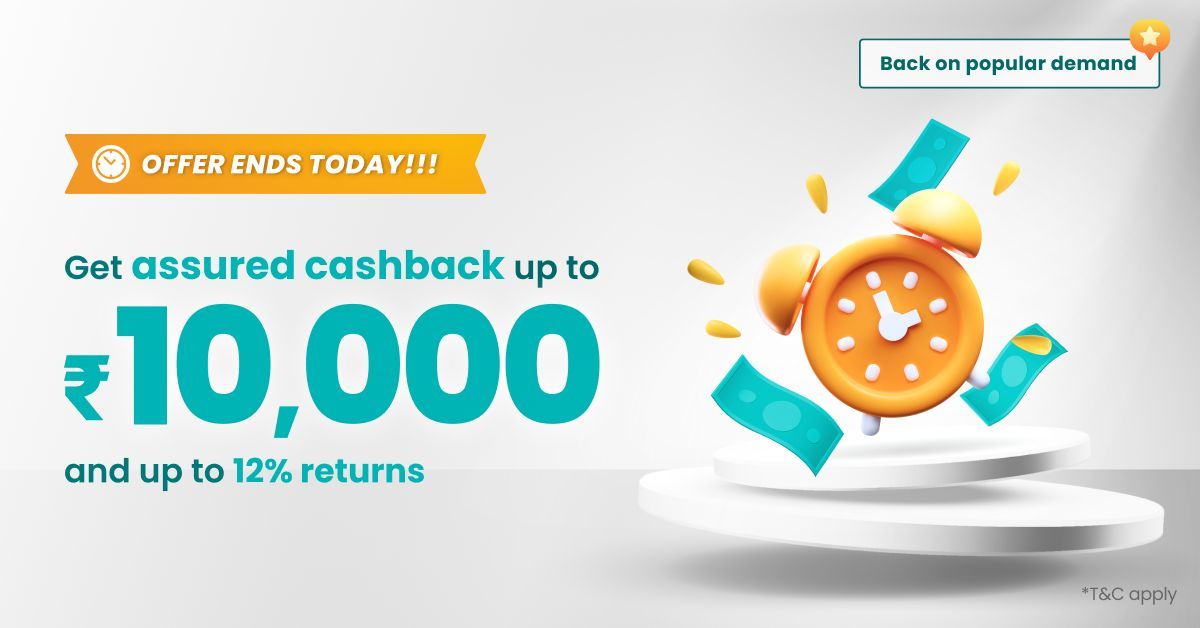 Back on popular demand
OFFER ENDS TODAY!!!
Get assured cashback up to
₹10,000
and up to 12% returns
*T&C apply